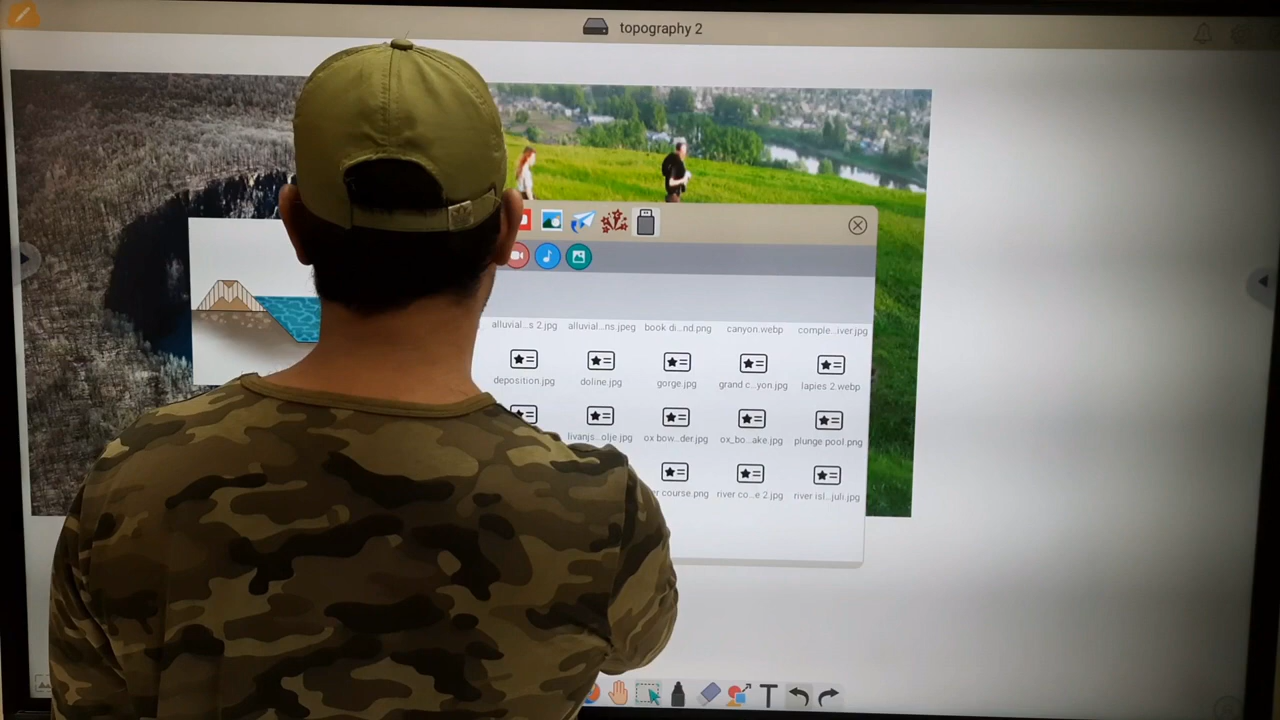 topography 2
alluvial...s 2.jpg alluvial...ns.jpeg book di...nd.png canyon.webp comple...iver.jpg
deposition.jpg doline.jpg gorge.jpg grand c...yon.jpg lapies 2.webp
livanjs...olje.jpg ox bow...der.jpg ox_bo...ake.jpg plunge pool.png
r course.png river co...e 2.jpg river isl...juli.jpg
T